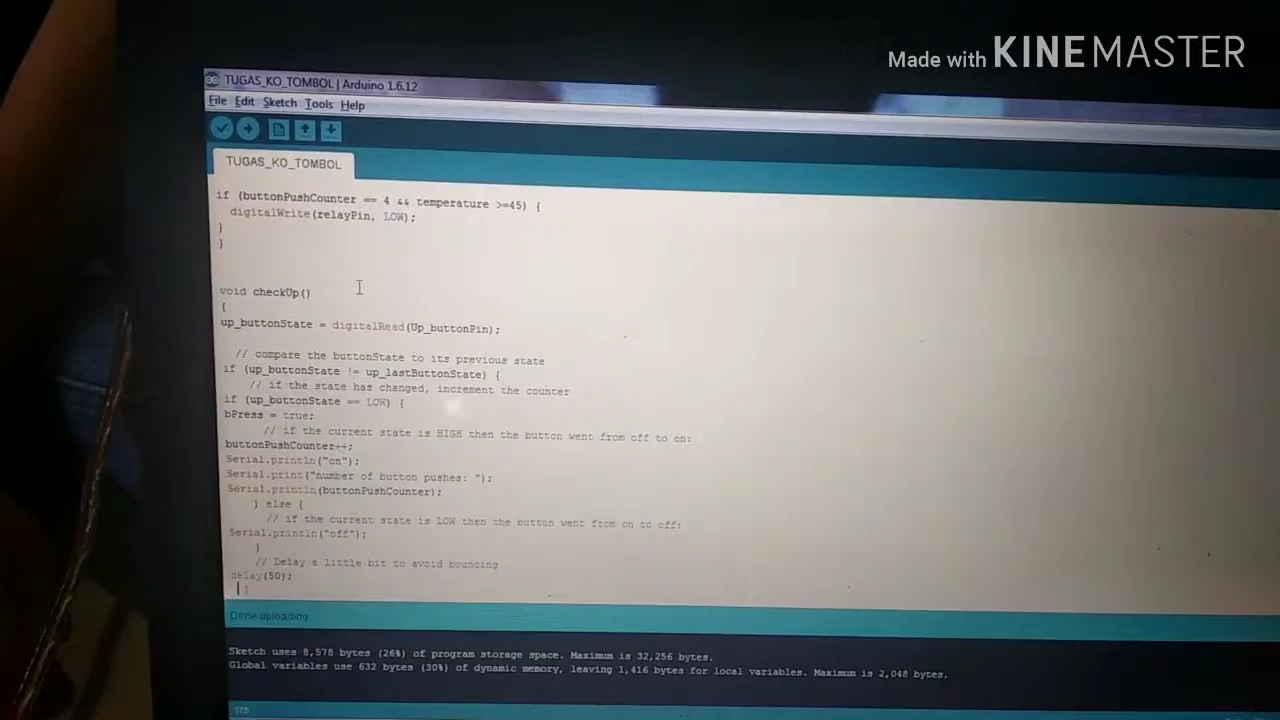 Made with KINEMASTER
TUGAS_KO_TOMBOL | Arduino 1.6.12
File Edit Sketch Tools Help
TUGAS_KO_TOMBOL
if (buttonPushCounter == 4 && temperature >=45) {
digitalWrite(relayPin, LOW);
}
}
void checkUp()
{
up_buttonState = digitalRead(Up_buttonPin);
// compare the buttonState to its previous state
if (up_buttonState != up_lastButtonState) {
// if the state has changed, increment the counter
if (up_buttonState == LOW) {
bPress = true;
// if the current state is HIGH then the button went from off to on:
buttonPushCounter++;
Serial.println("on");
Serial.print("number of button pushes: ");
Serial.println(buttonPushCounter);
} else {
// if the current state is LOW then the button went from on to off:
Serial.println("off");
}
// Delay a little bit to avoid bouncing
delay(50);
}
Done uploading
Sketch uses 8,578 bytes (26%) of program storage space. Maximum is 32,256 bytes.
Global variables use 632 bytes (30%) of dynamic memory, leaving 1,416 bytes for local variables. Maximum is 2,048 bytes.